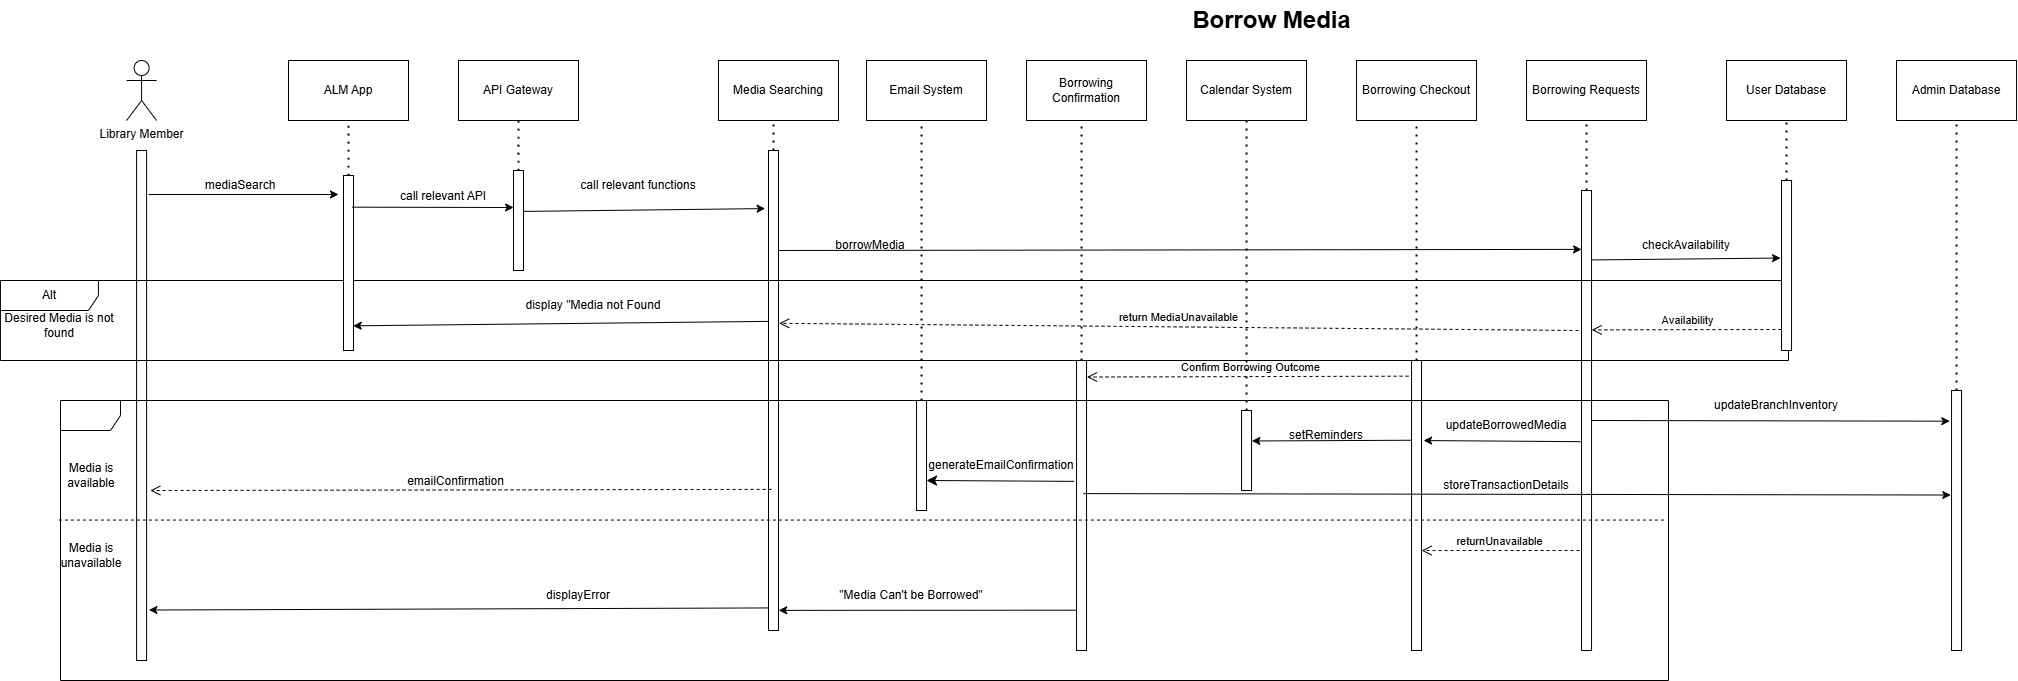 Borrow Media
Library Member
ALM App
API Gateway
Media Searching
Email System
Borrowing
Confirmation
Calendar System
Borrowing Checkout
Borrowing Requests
User Database
Admin Database
mediaSearch
call relevant API
call relevant functions
borrowMedia
checkAvailability
Alt
Desired Media is not
found
display "Media not Found
return MediaUnavailable
Availability
Confirm Borrowing Outcome
updateBranchInventory
updateBorrowedMedia
setReminders
Media is
available
generateEmailConfirmation
emailConfirmation
storeTransactionDetails
Media is
unavailable
returnUnavailable
displayError
"Media Can't be Borrowed"